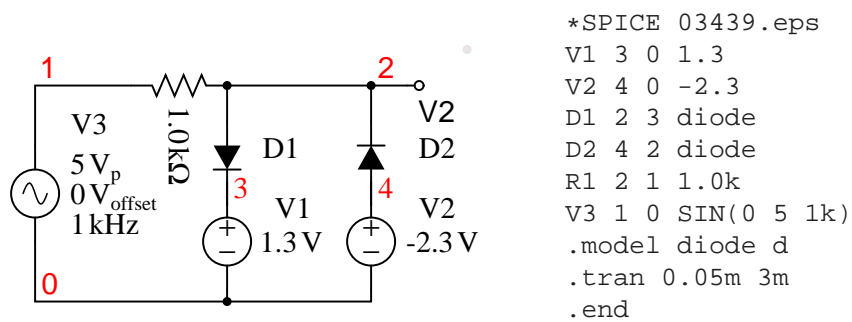 1
2
V2
V3
5 Vp
0 Voffset
1 kHz
1.0kΩ
D1
D2
3
4
V1
1.3 V
V2
-2.3 V
0
*SPICE 03439.eps
V1 3 0 1.3
V2 4 0 -2.3
D1 2 3 diode
D2 4 2 diode
R1 2 1 1.0k
V3 1 0 SIN(0 5 1k)
.model diode d
.tran 0.05m 3m
.end